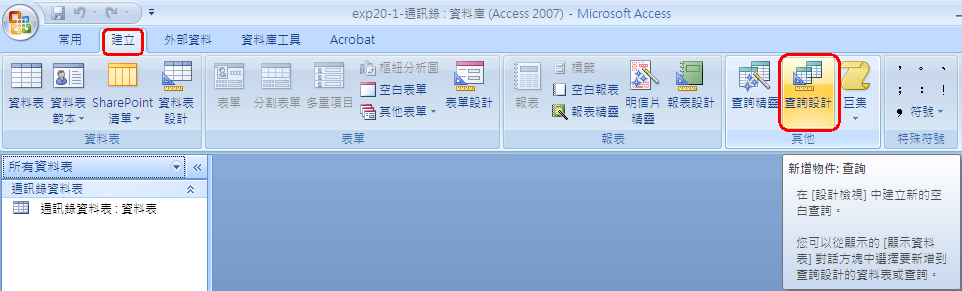 exp20-1-通訊錄 : 資料庫 (Access 2007) - Microsoft Access
常用 建立 外部資料 資料庫工具 Acrobat
資料表
資料表範本
SharePoint 清單
資料表設計
資料表
表單
分割表單
多重項目
樞紐分析圖
空白表單
其他表單
表單設計
表單
報表
標籤
空白報表
報表精靈
明信片精靈
報表設計
報表
查詢精靈
查詢設計
巨集
其他
， 。 、
； ： ！
符號
特殊符號
所有資料表
通訊錄資料表
通訊錄資料表 : 資料表
新增物件: 查詢
在 [設計檢視] 中建立新的空
白查詢。
您可以從顯示的 [顯示資料
表] 對話方塊中選擇要新增到
查詢設計的資料表或查詢。